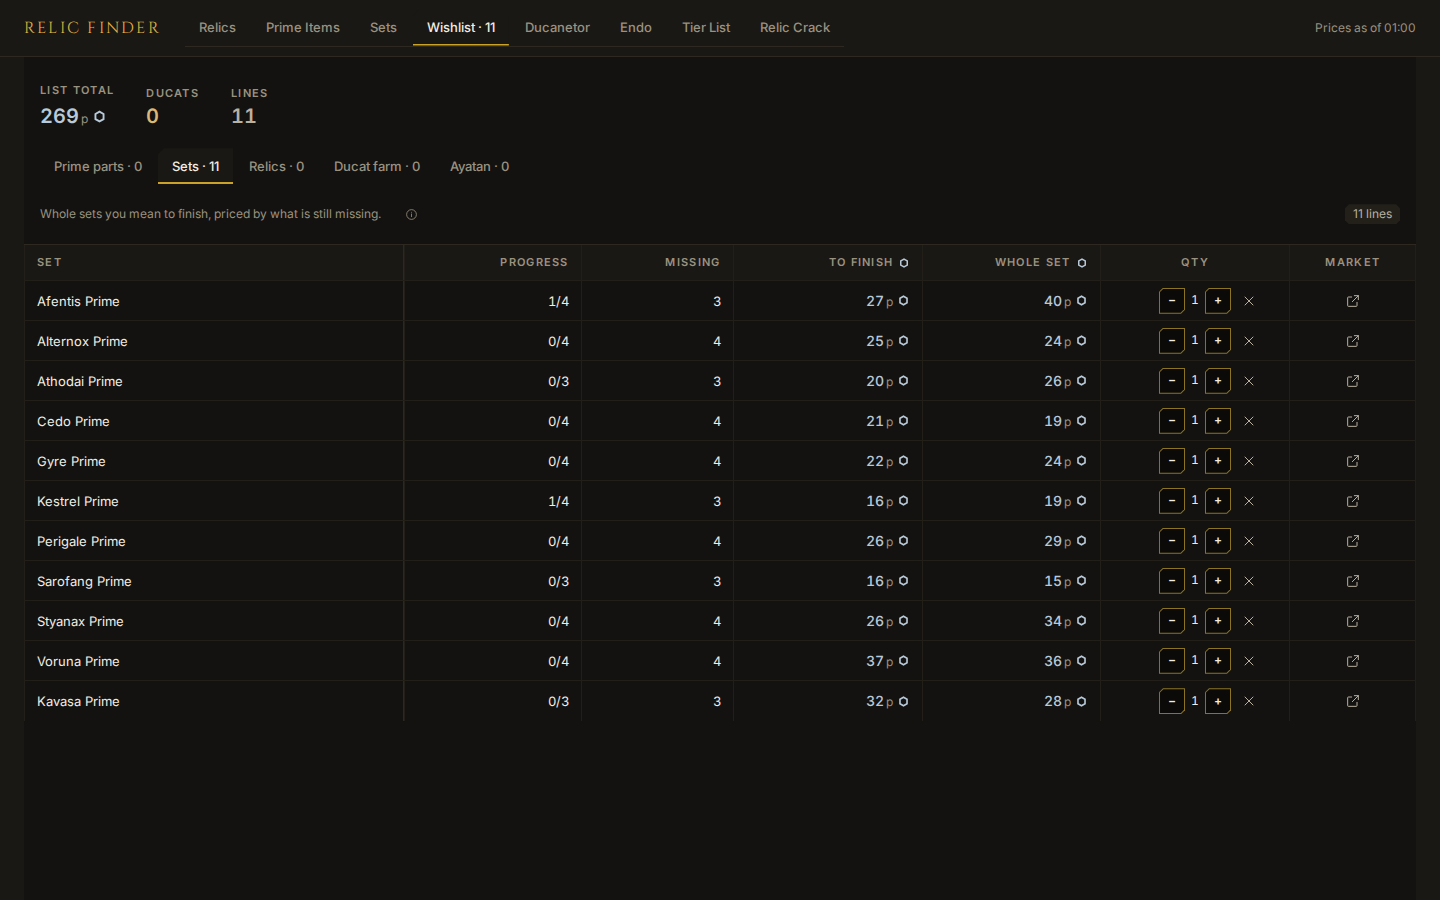 RELIC FINDER Relics Prime Items Sets Wishlist · 11 Ducanetor Endo Tier List Relic Crack Prices as of 01:00
LIST TOTAL DUCATS LINES
269 p 0 11
Prime parts · 0 Sets · 11 Relics · 0 Ducat farm · 0 Ayatan · 0
Whole sets you mean to finish, priced by what is still missing. 11 lines
SET PROGRESS MISSING TO FINISH WHOLE SET QTY MARKET
Afentis Prime 1/4 3 27 p 40 p − 1 +
Alternox Prime 0/4 4 25 p 24 p − 1 +
Athodai Prime 0/3 3 20 p 26 p − 1 +
Cedo Prime 0/4 4 21 p 19 p − 1 +
Gyre Prime 0/4 4 22 p 24 p − 1 +
Kestrel Prime 1/4 3 16 p 19 p − 1 +
Perigale Prime 0/4 4 26 p 29 p − 1 +
Sarofang Prime 0/3 3 16 p 15 p − 1 +
Styanax Prime 0/4 4 26 p 34 p − 1 +
Voruna Prime 0/4 4 37 p 36 p − 1 +
Kavasa Prime 0/3 3 32 p 28 p − 1 +